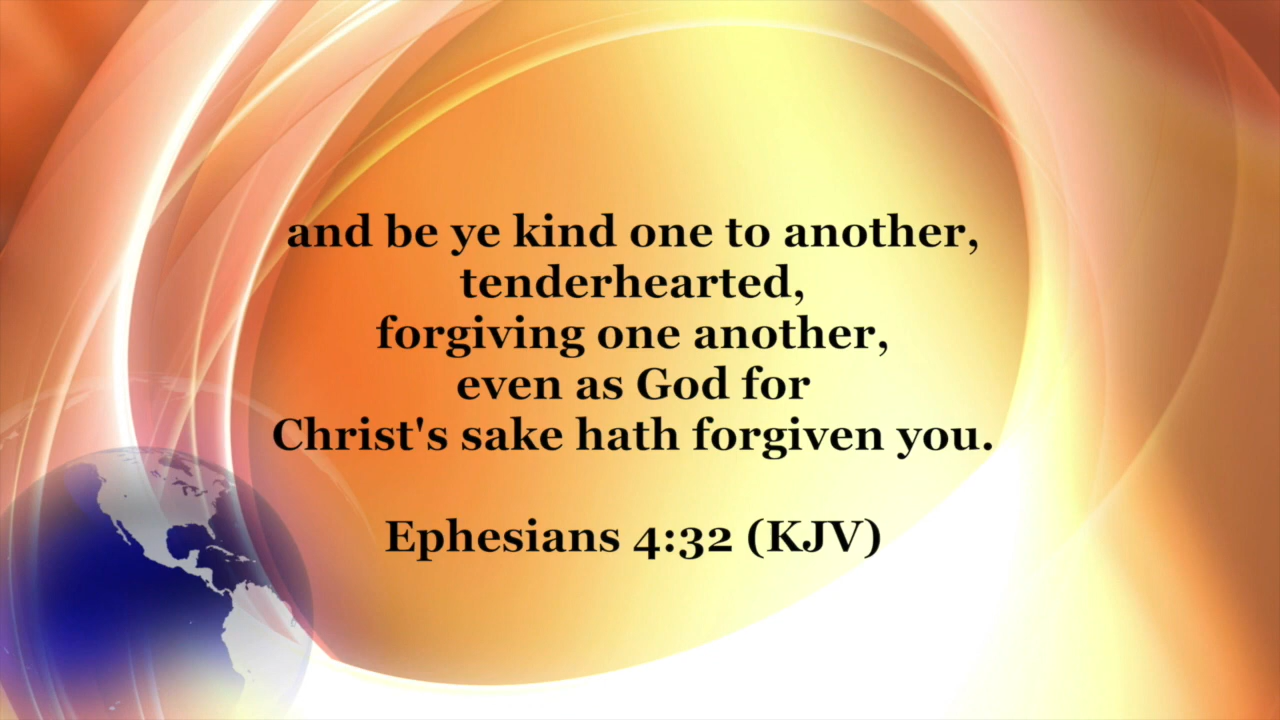 and be ye kind one to another,
tenderhearted,
forgiving one another,
even as God for
Christ's sake hath forgiven you.
Ephesians 4:32 (KJV)